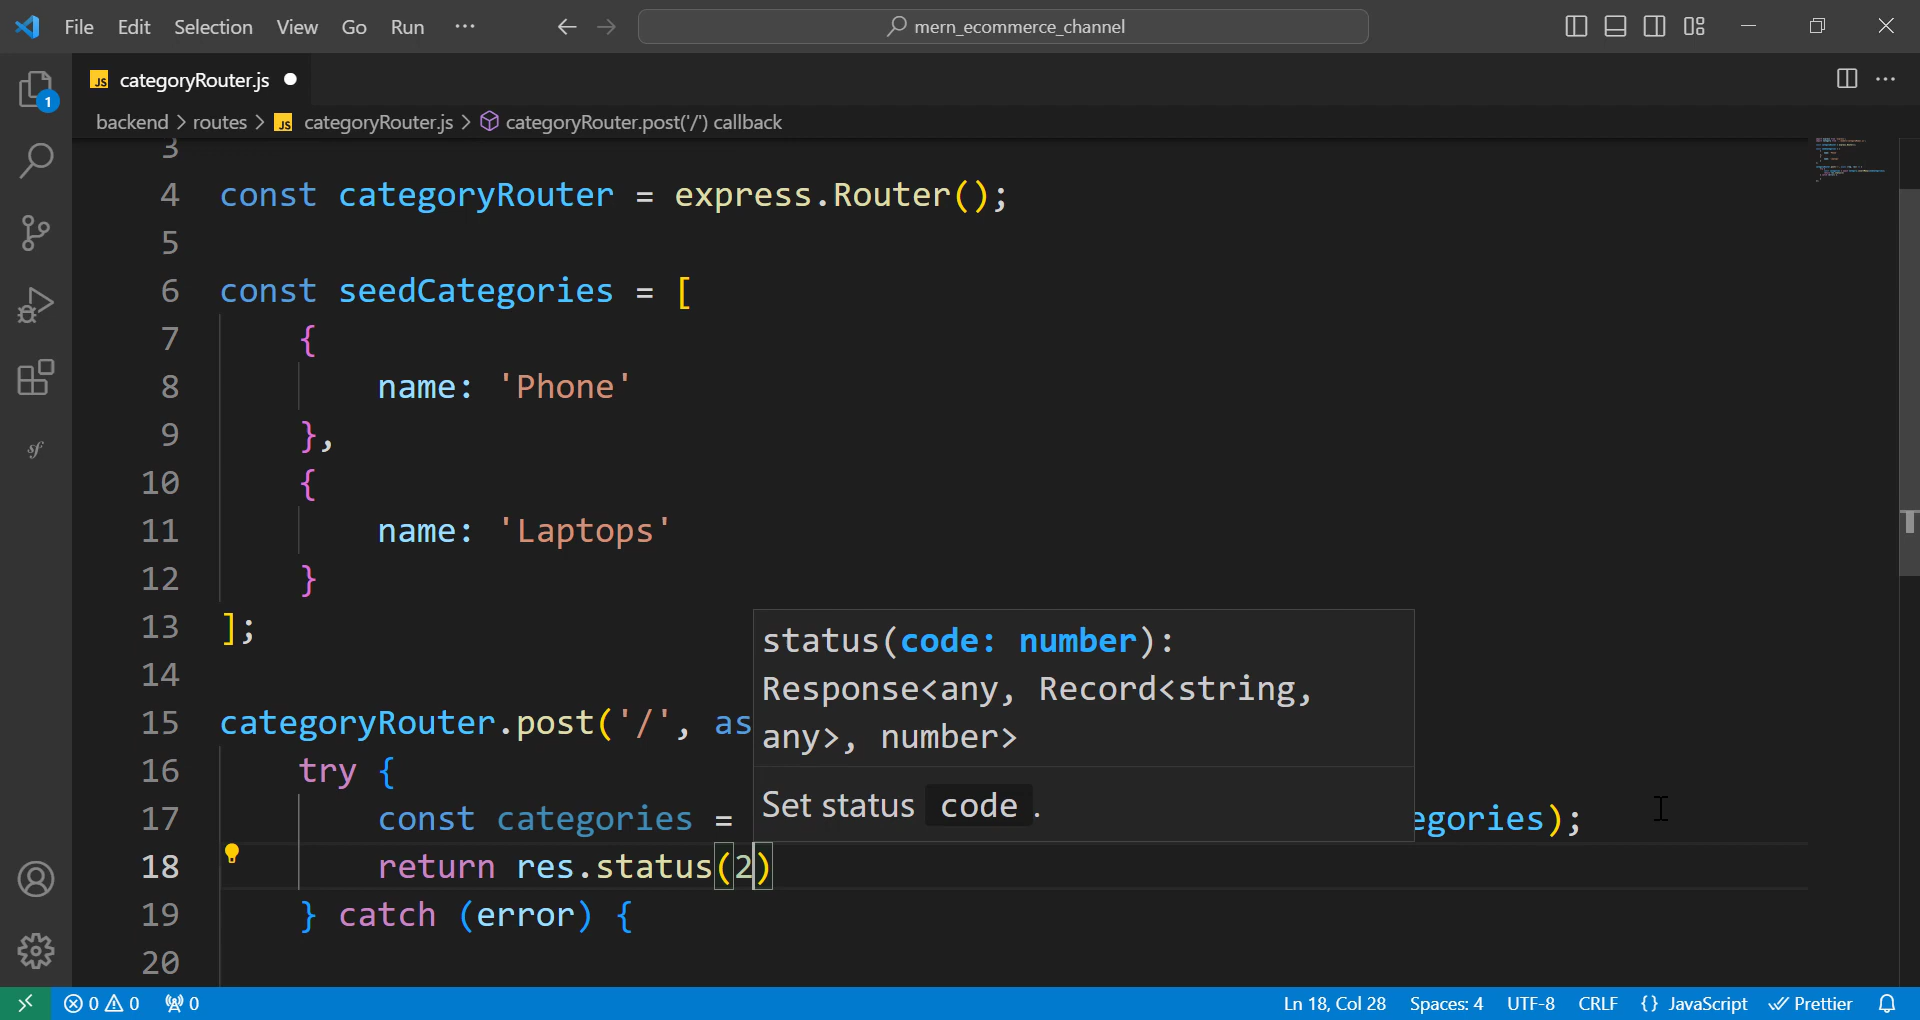 File Edit Selection View Go Run ··· mern_ecommerce_channel
JS categoryRouter.js
backend > routes > JS categoryRouter.js > categoryRouter.post('/') callback
3
4 const categoryRouter = express.Router();
5
6 const seedCategories = [
7 {
8 name: 'Phone'
9 },
10 {
11 name: 'Laptops'
12 }
13 ];
14
status(code: number):
Response<any, Record<string,
any>, number>
Set status code.
15 categoryRouter.post('/', as
16 try {
17 const categories = egories);
18 return res.status(2)
19 } catch (error) {
20
1
sf
0 0 0 Ln 18, Col 28 Spaces: 4 UTF-8 CRLF {} JavaScript Prettier